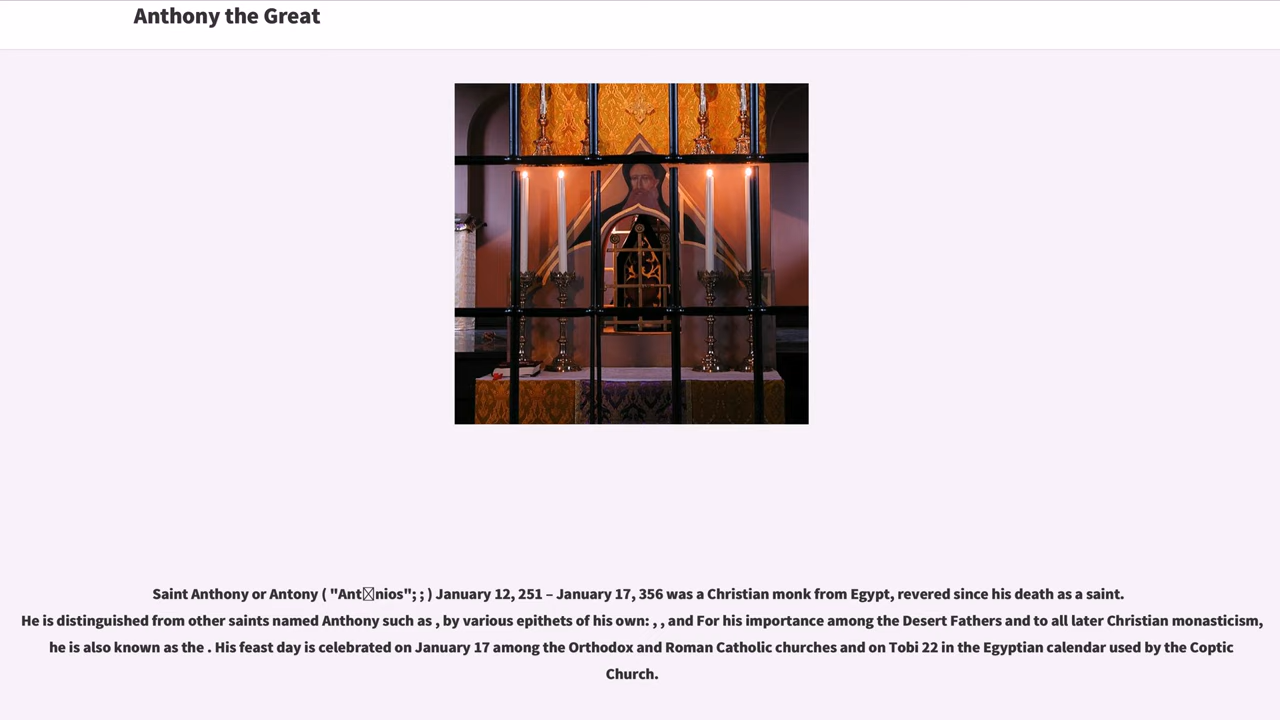 Anthony the Great
Saint Anthony or Antony ( "Ant￿nios"; ; ) January 12, 251 – January 17, 356 was a Christian monk from Egypt, revered since his death as a saint.
He is distinguished from other saints named Anthony such as , by various epithets of his own: , , and For his importance among the Desert Fathers and to all later Christian monasticism,
he is also known as the . His feast day is celebrated on January 17 among the Orthodox and Roman Catholic churches and on Tobi 22 in the Egyptian calendar used by the Coptic
Church.